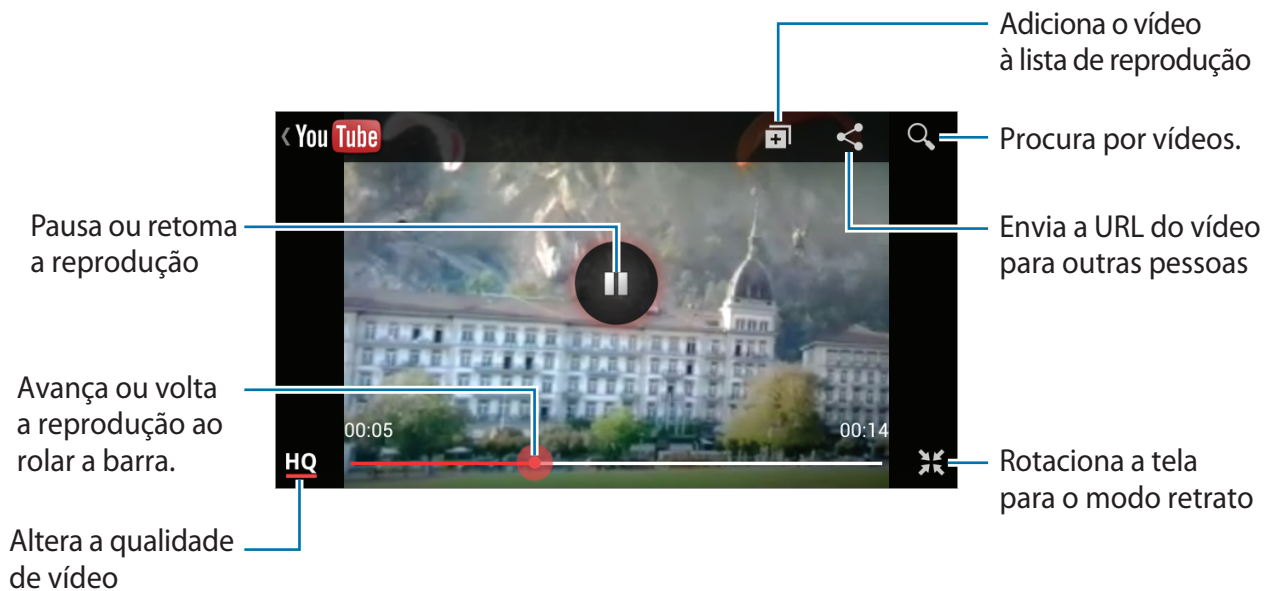 Adiciona o vídeo
à lista de reprodução
You Tube
Procura por vídeos.
Pausa ou retoma
a reprodução
Envia a URL do vídeo
para outras pessoas
Avança ou volta
a reprodução ao
rolar a barra.
00:05
00:14
HQ
Rotaciona a tela
para o modo retrato
Altera a qualidade
de vídeo